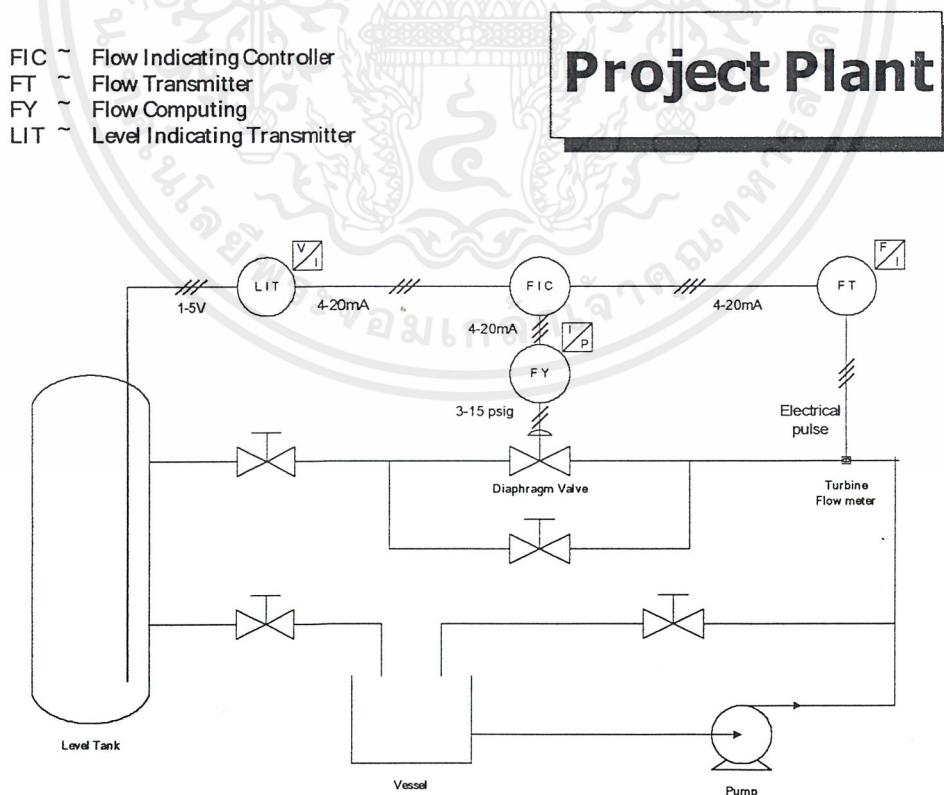 FIC ~ Flow Indicating Controller
FT ~ Flow Transmitter
FY ~ Flow Computing
LIT ~ Level Indicating Transmitter
Project Plant
V
I
LIT
1-5V
4-20mA
FIC
4-20mA
F
I
FT
4-20mA
I
P
FY
3-15 psig
Electrical
pulse
Diaphragm Valve
Turbine
Flow meter
Level Tank
Vessel
Pump